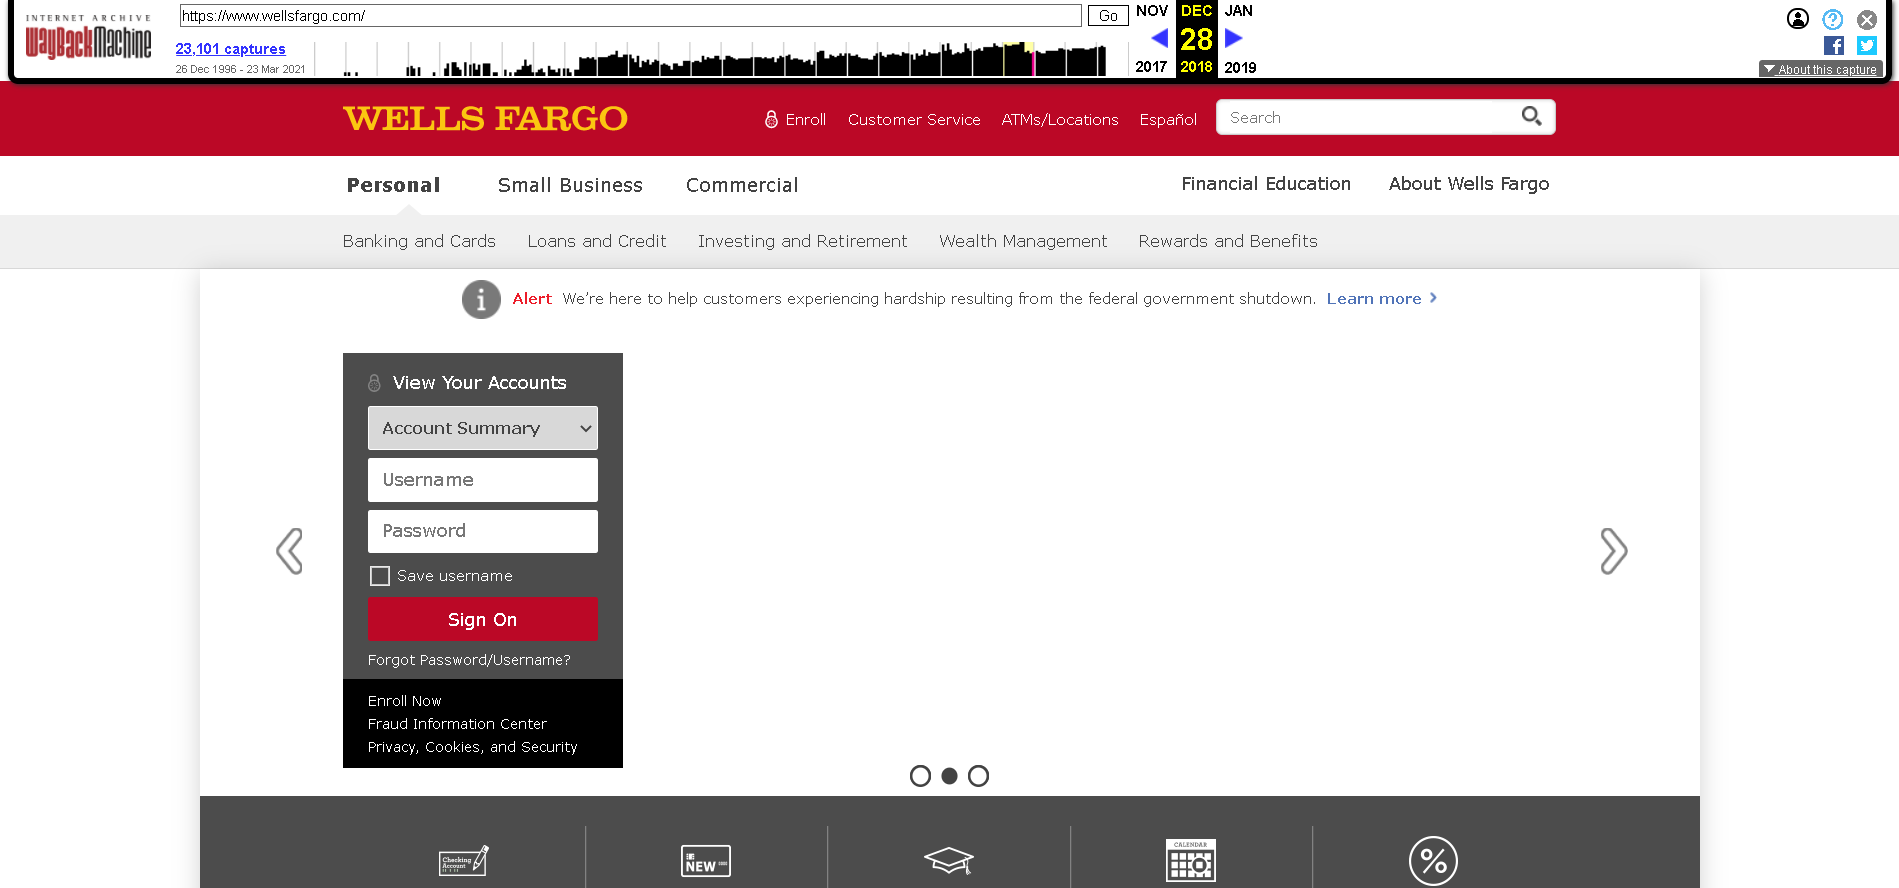 INTERNET ARCHIVE
WayBackMachine
https://www.wellsfargo.com/
Go
NOV DEC JAN
23,101 captures
28
26 Dec 1996 - 23 Mar 2021
2017 2018 2019
About this capture
WELLS FARGO
Enroll Customer Service ATMs/Locations Español
Search
Personal Small Business Commercial Financial Education About Wells Fargo
Banking and Cards Loans and Credit Investing and Retirement Wealth Management Rewards and Benefits
Alert We’re here to help customers experiencing hardship resulting from the federal government shutdown. Learn more
View Your Accounts
Account Summary
Username
Password
Save username
Sign On
Forgot Password/Username?
Enroll Now
Fraud Information Center
Privacy, Cookies, and Security
Checking
Account
NEW
CALENDAR
%